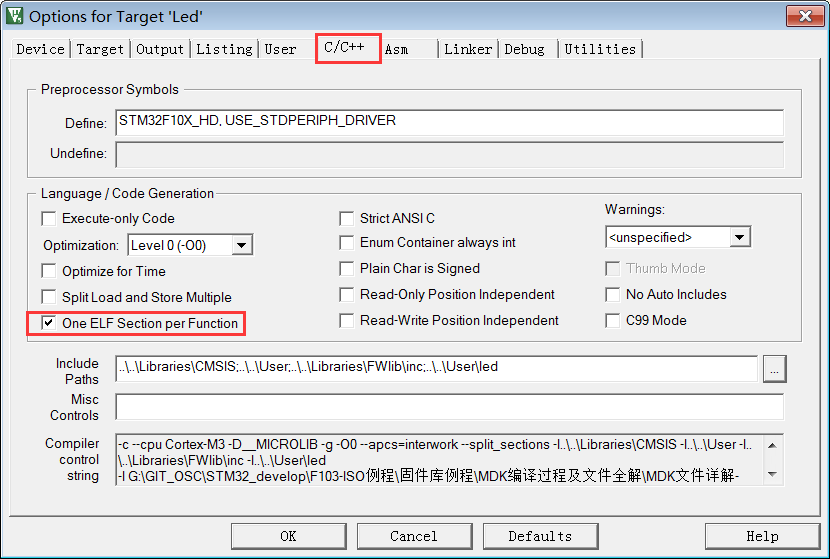 Options for Target 'Led'
Device Target Output Listing User C/C++ Asm Linker Debug Utilities
Preprocessor Symbols
Define: STM32F10X_HD, USE_STDPERIPH_DRIVER
Undefine:
Language / Code Generation
Execute-only Code
Optimization: Level 0 (-O0)
Optimize for Time
Split Load and Store Multiple
One ELF Section per Function
Strict ANSI C
Enum Container always int
Plain Char is Signed
Read-Only Position Independent
Read-Write Position Independent
Warnings:
<unspecified>
Thumb Mode
No Auto Includes
C99 Mode
Include
Paths
..\..\Libraries\CMSIS;..\..\User;..\..\Libraries\FWlib\inc;..\..\User\led
...
Misc
Controls
Compiler
control
string
-c --cpu Cortex-M3 -D__MICROLIB -g -O0 --apcs=interwork --split_sections -I..\..\Libraries\CMSIS -I..\..\User -I..
\..\Libraries\FWlib\inc -I..\..\User\led
-I G:\GIT_OSC\STM32_develop\F103-ISO例程\固件库例程\MDK编译过程及文件全解\MDK文件详解-
OK Cancel Defaults Help